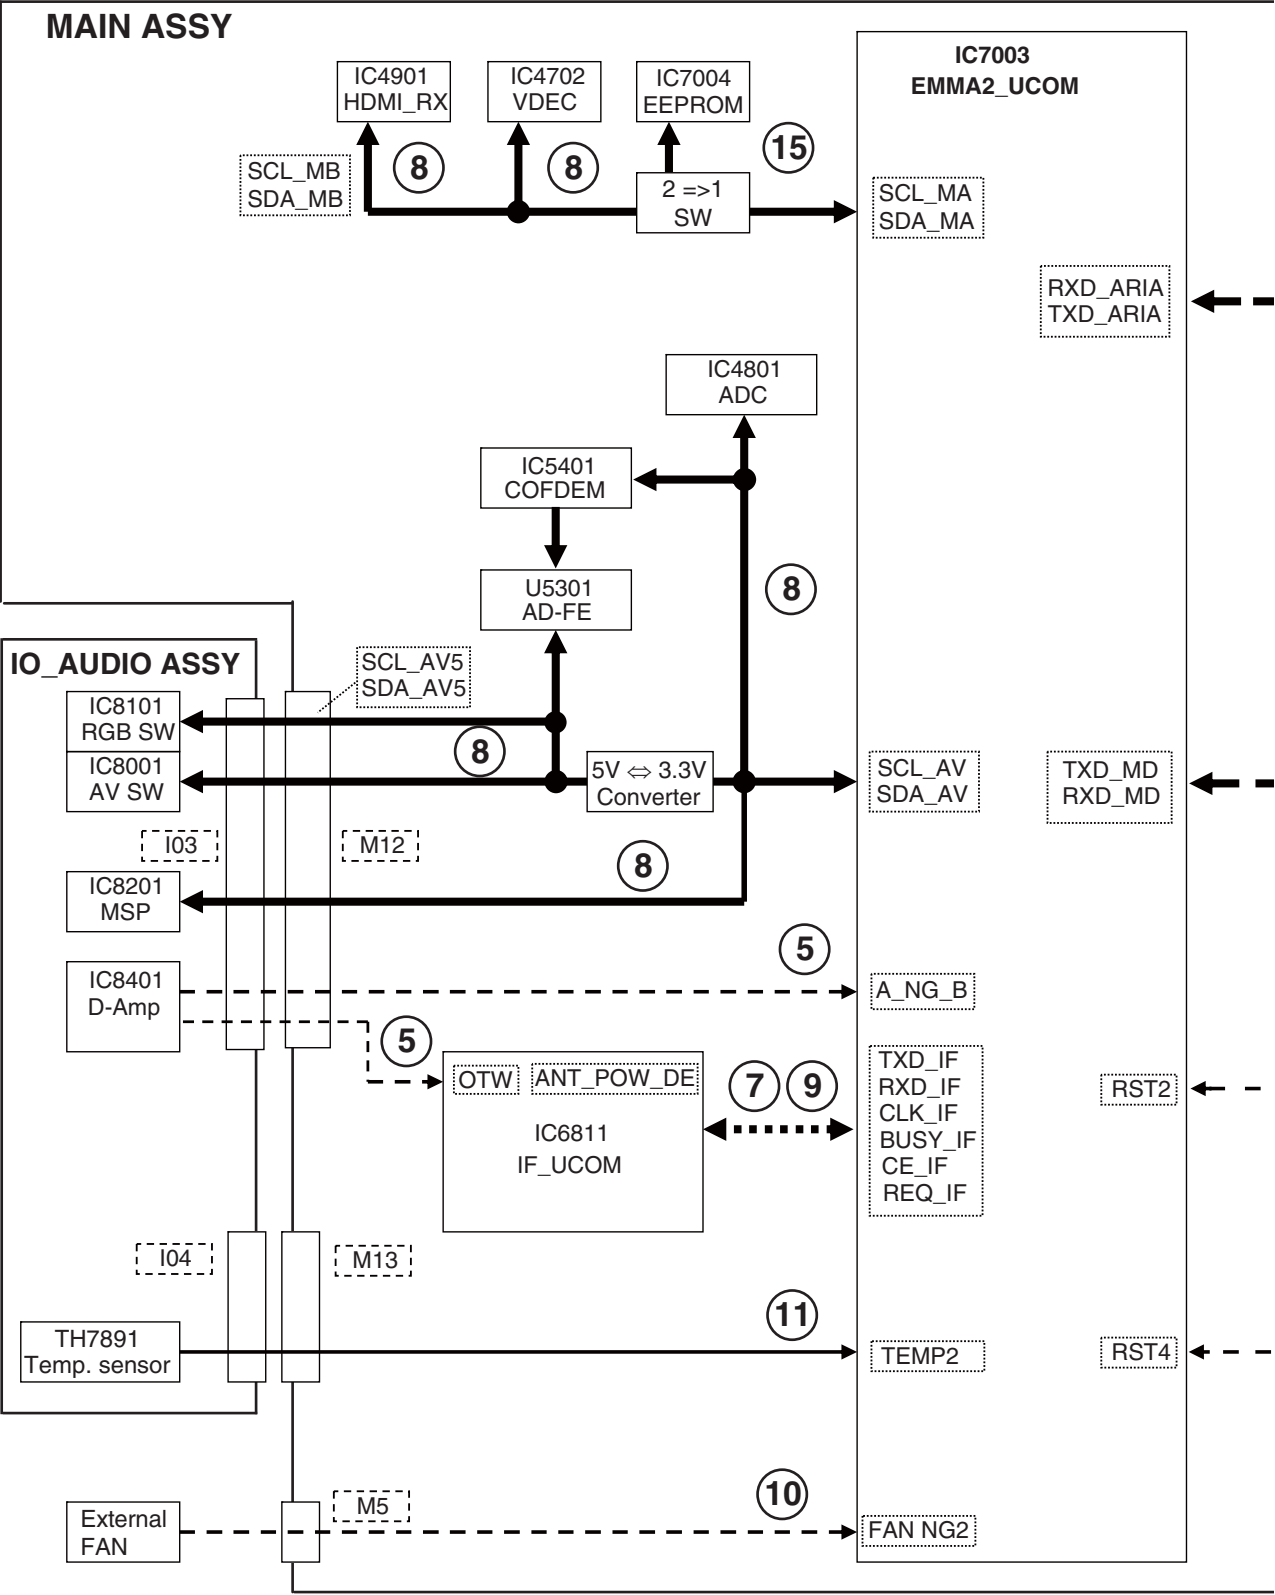 MAIN ASSY
IC7003
EMMA2_UCOM
IC4901
HDMI_RX
IC4702
VDEC
IC7004
EEPROM
15
8
8
SCL_MB
SDA_MB
2 =>1
SW
SCL_MA
SDA_MA
RXD_ARIA
TXD_ARIA
IC4801
ADC
IC5401
COFDEM
U5301
AD-FE
8
IO_AUDIO ASSY
SCL_AV5
SDA_AV5
IC8101
RGB SW
8
IC8001
AV SW
5V ⇔ 3.3V
Converter
SCL_AV
SDA_AV
TXD_MD
RXD_MD
I03
M12
8
IC8201
MSP
5
IC8401
D-Amp
A_NG_B
5
OTW
ANT_POW_DE
IC6811
IF_UCOM
7
9
TXD_IF
RXD_IF
CLK_IF
BUSY_IF
CE_IF
REQ_IF
RST2
I04
M13
11
TH7891
Temp. sensor
TEMP2
RST4
10
M5
External
FAN
FAN NG2